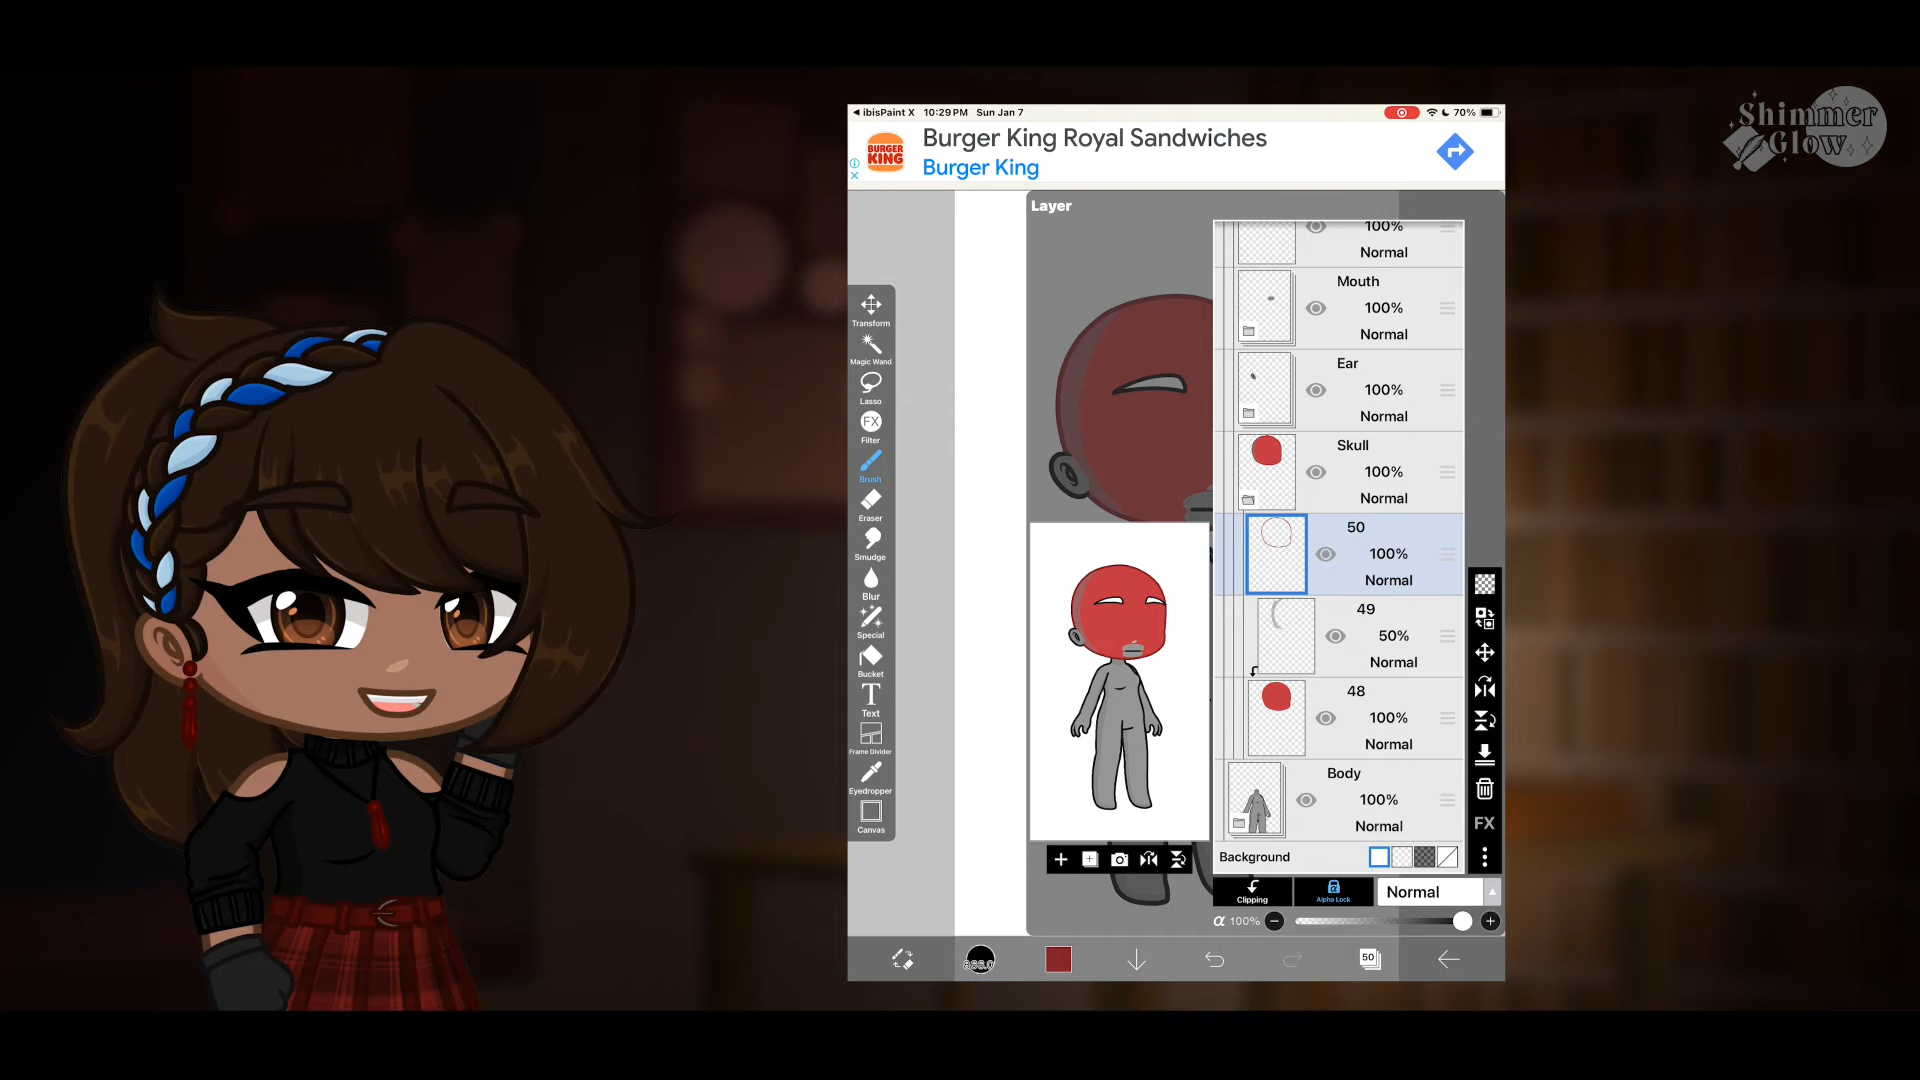 Shimmer
Glow
ibisPaint X 10:29 PM Sun Jan 7
70%
BURGER
KING
Burger King Royal Sandwiches
Burger King
Layer
100%
Normal
Mouth
100%
Normal
Ear
100%
Normal
Skull
100%
Normal
50
100%
Normal
49
50%
Normal
48
100%
Normal
Body
100%
Normal
Background
Clipping
Alpha Lock
Normal
α 100%
Transform
Magic Wand
Lasso
FX
Filter
Brush
Eraser
Smudge
Blur
Special
Bucket
T
Text
Frame Divider
Eyedropper
Canvas
FX
50